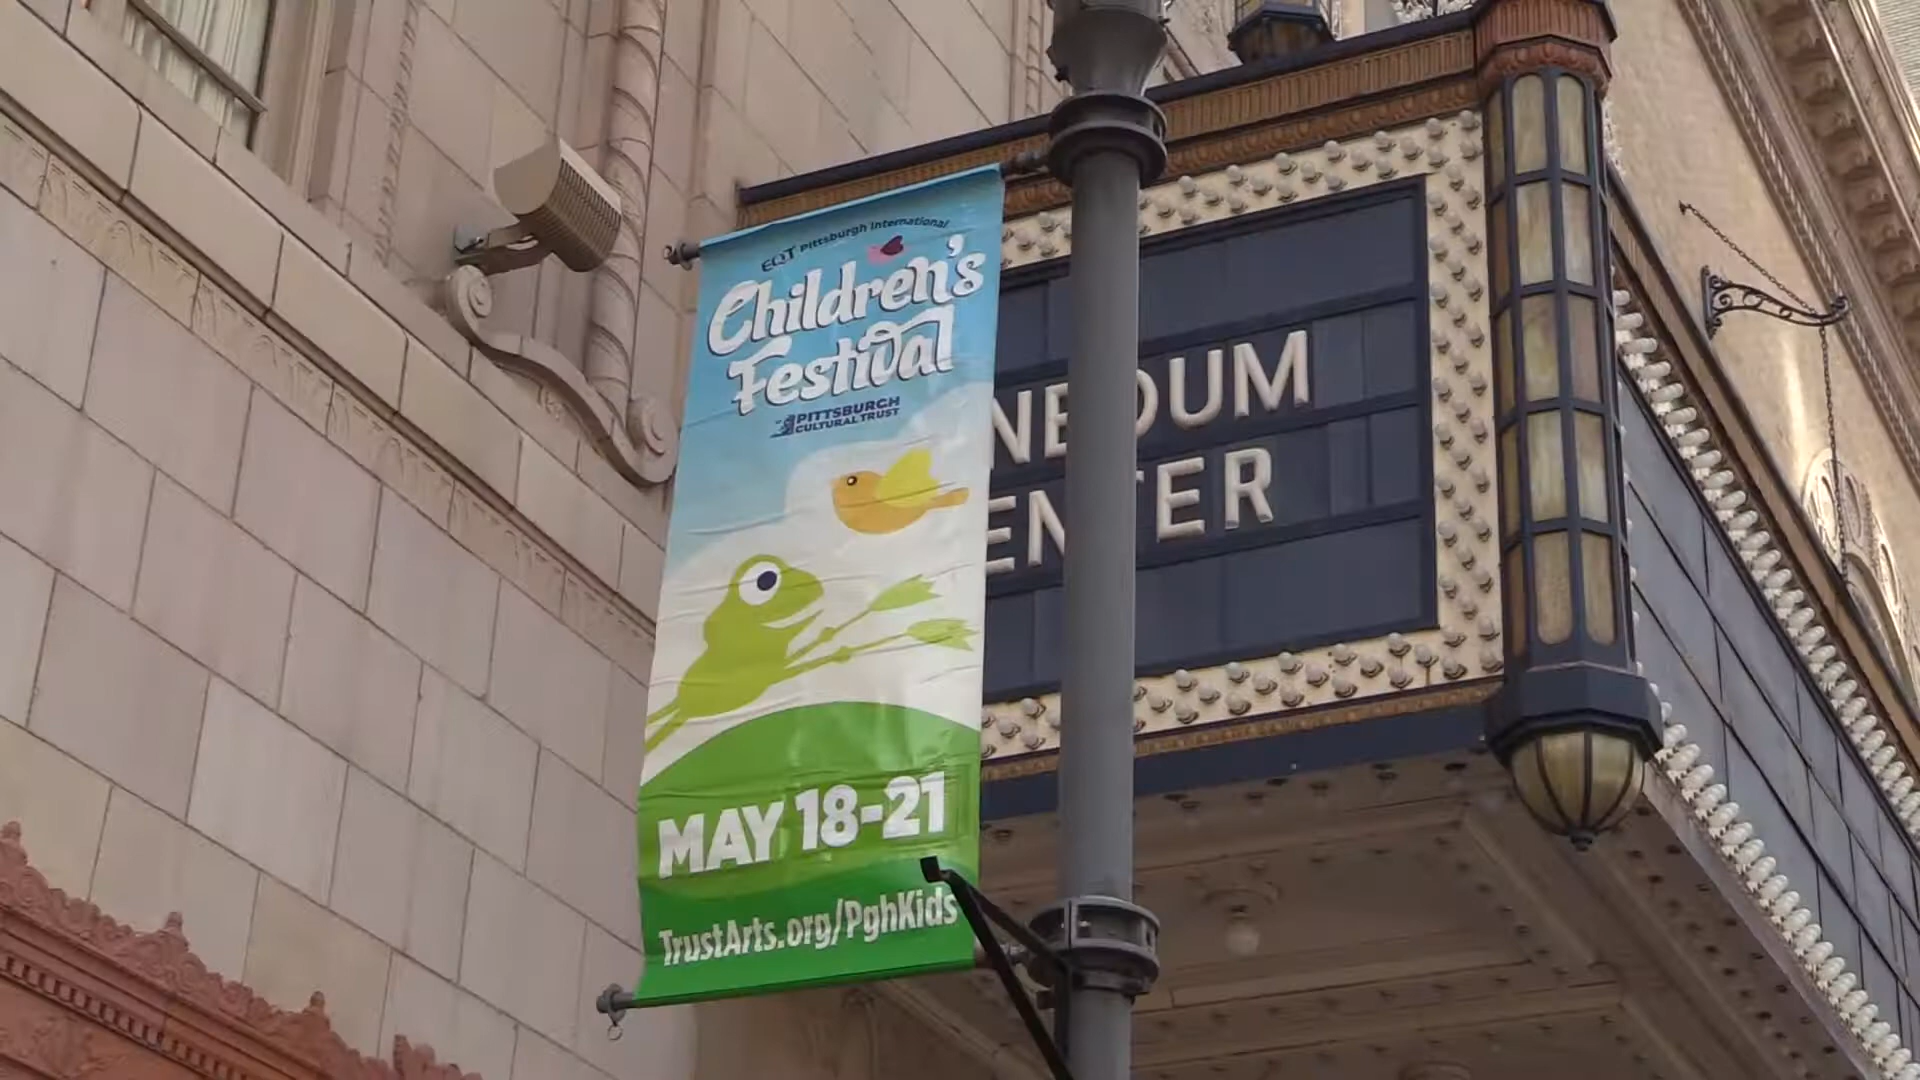 EQT Pittsburgh International
Children's
Festival
PITTSBURGH
CULTURAL TRUST
MAY 18-21
TrustArts.org/PghKids
NEDUM
ENTER